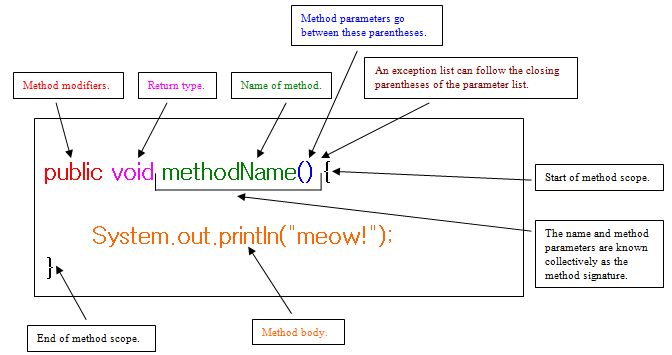 Method parameters go
between these parentheses.
Method modifiers.
Return type.
Name of method.
An exception list can follow the closing
parentheses of the parameter list.
public void methodName() {
Start of method scope.
System.out.println("meow!");
The name and method
parameters are known
collectively as the
method signature.
}
End of method scope.
Method body.